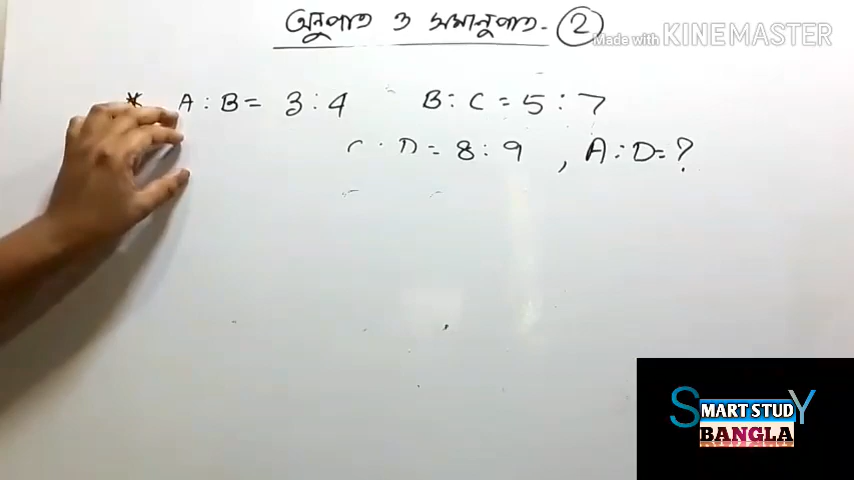 অনুপাত ও সমানুপাত - 2
Made with KINEMASTER
* A : B = 3 : 4 B : C = 5 : 7
C : D = 8 : 9 , A : D = ?
SMART STUDY
BANGLA